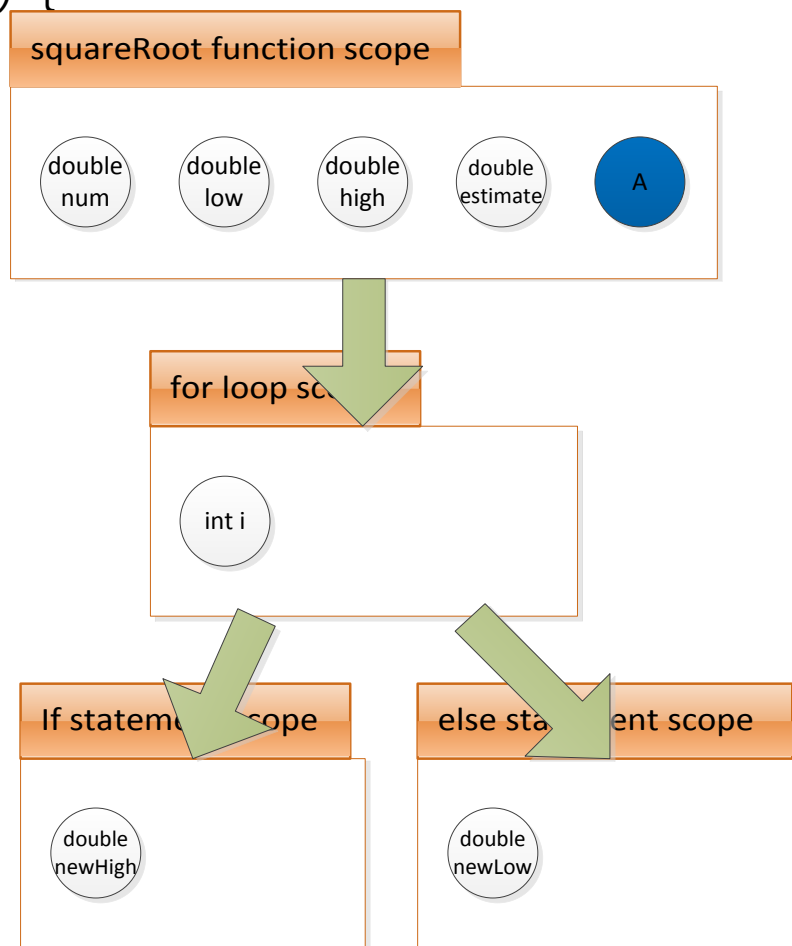 ) {
squareRoot function scope
double
num
double
low
double
high
double
estimate
A
for loop sc
int i
If statem cope
else sta ent scope
double
newHigh
double
newLow